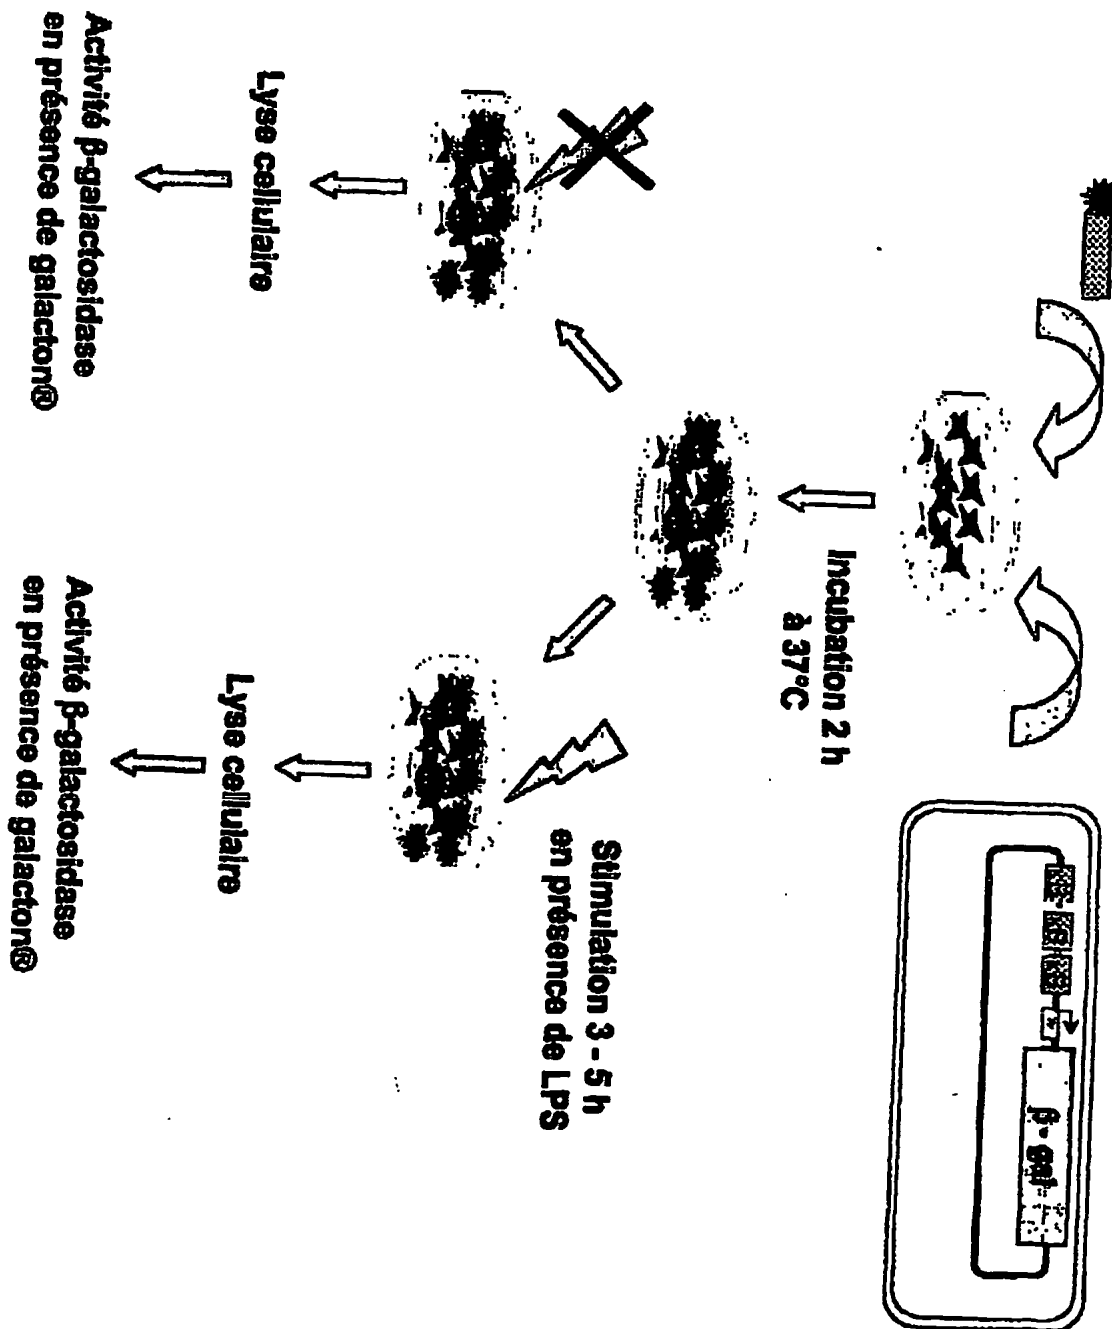 Incubation 2 h
à 37°C
Stimulation 3 - 5 h
en présence de LPS
Lyse cellulaire
Activité β-galactosidase
en présence de galacton®
Lyse cellulaire
Activité β-galactosidase
en présence de galacton®
β - gal